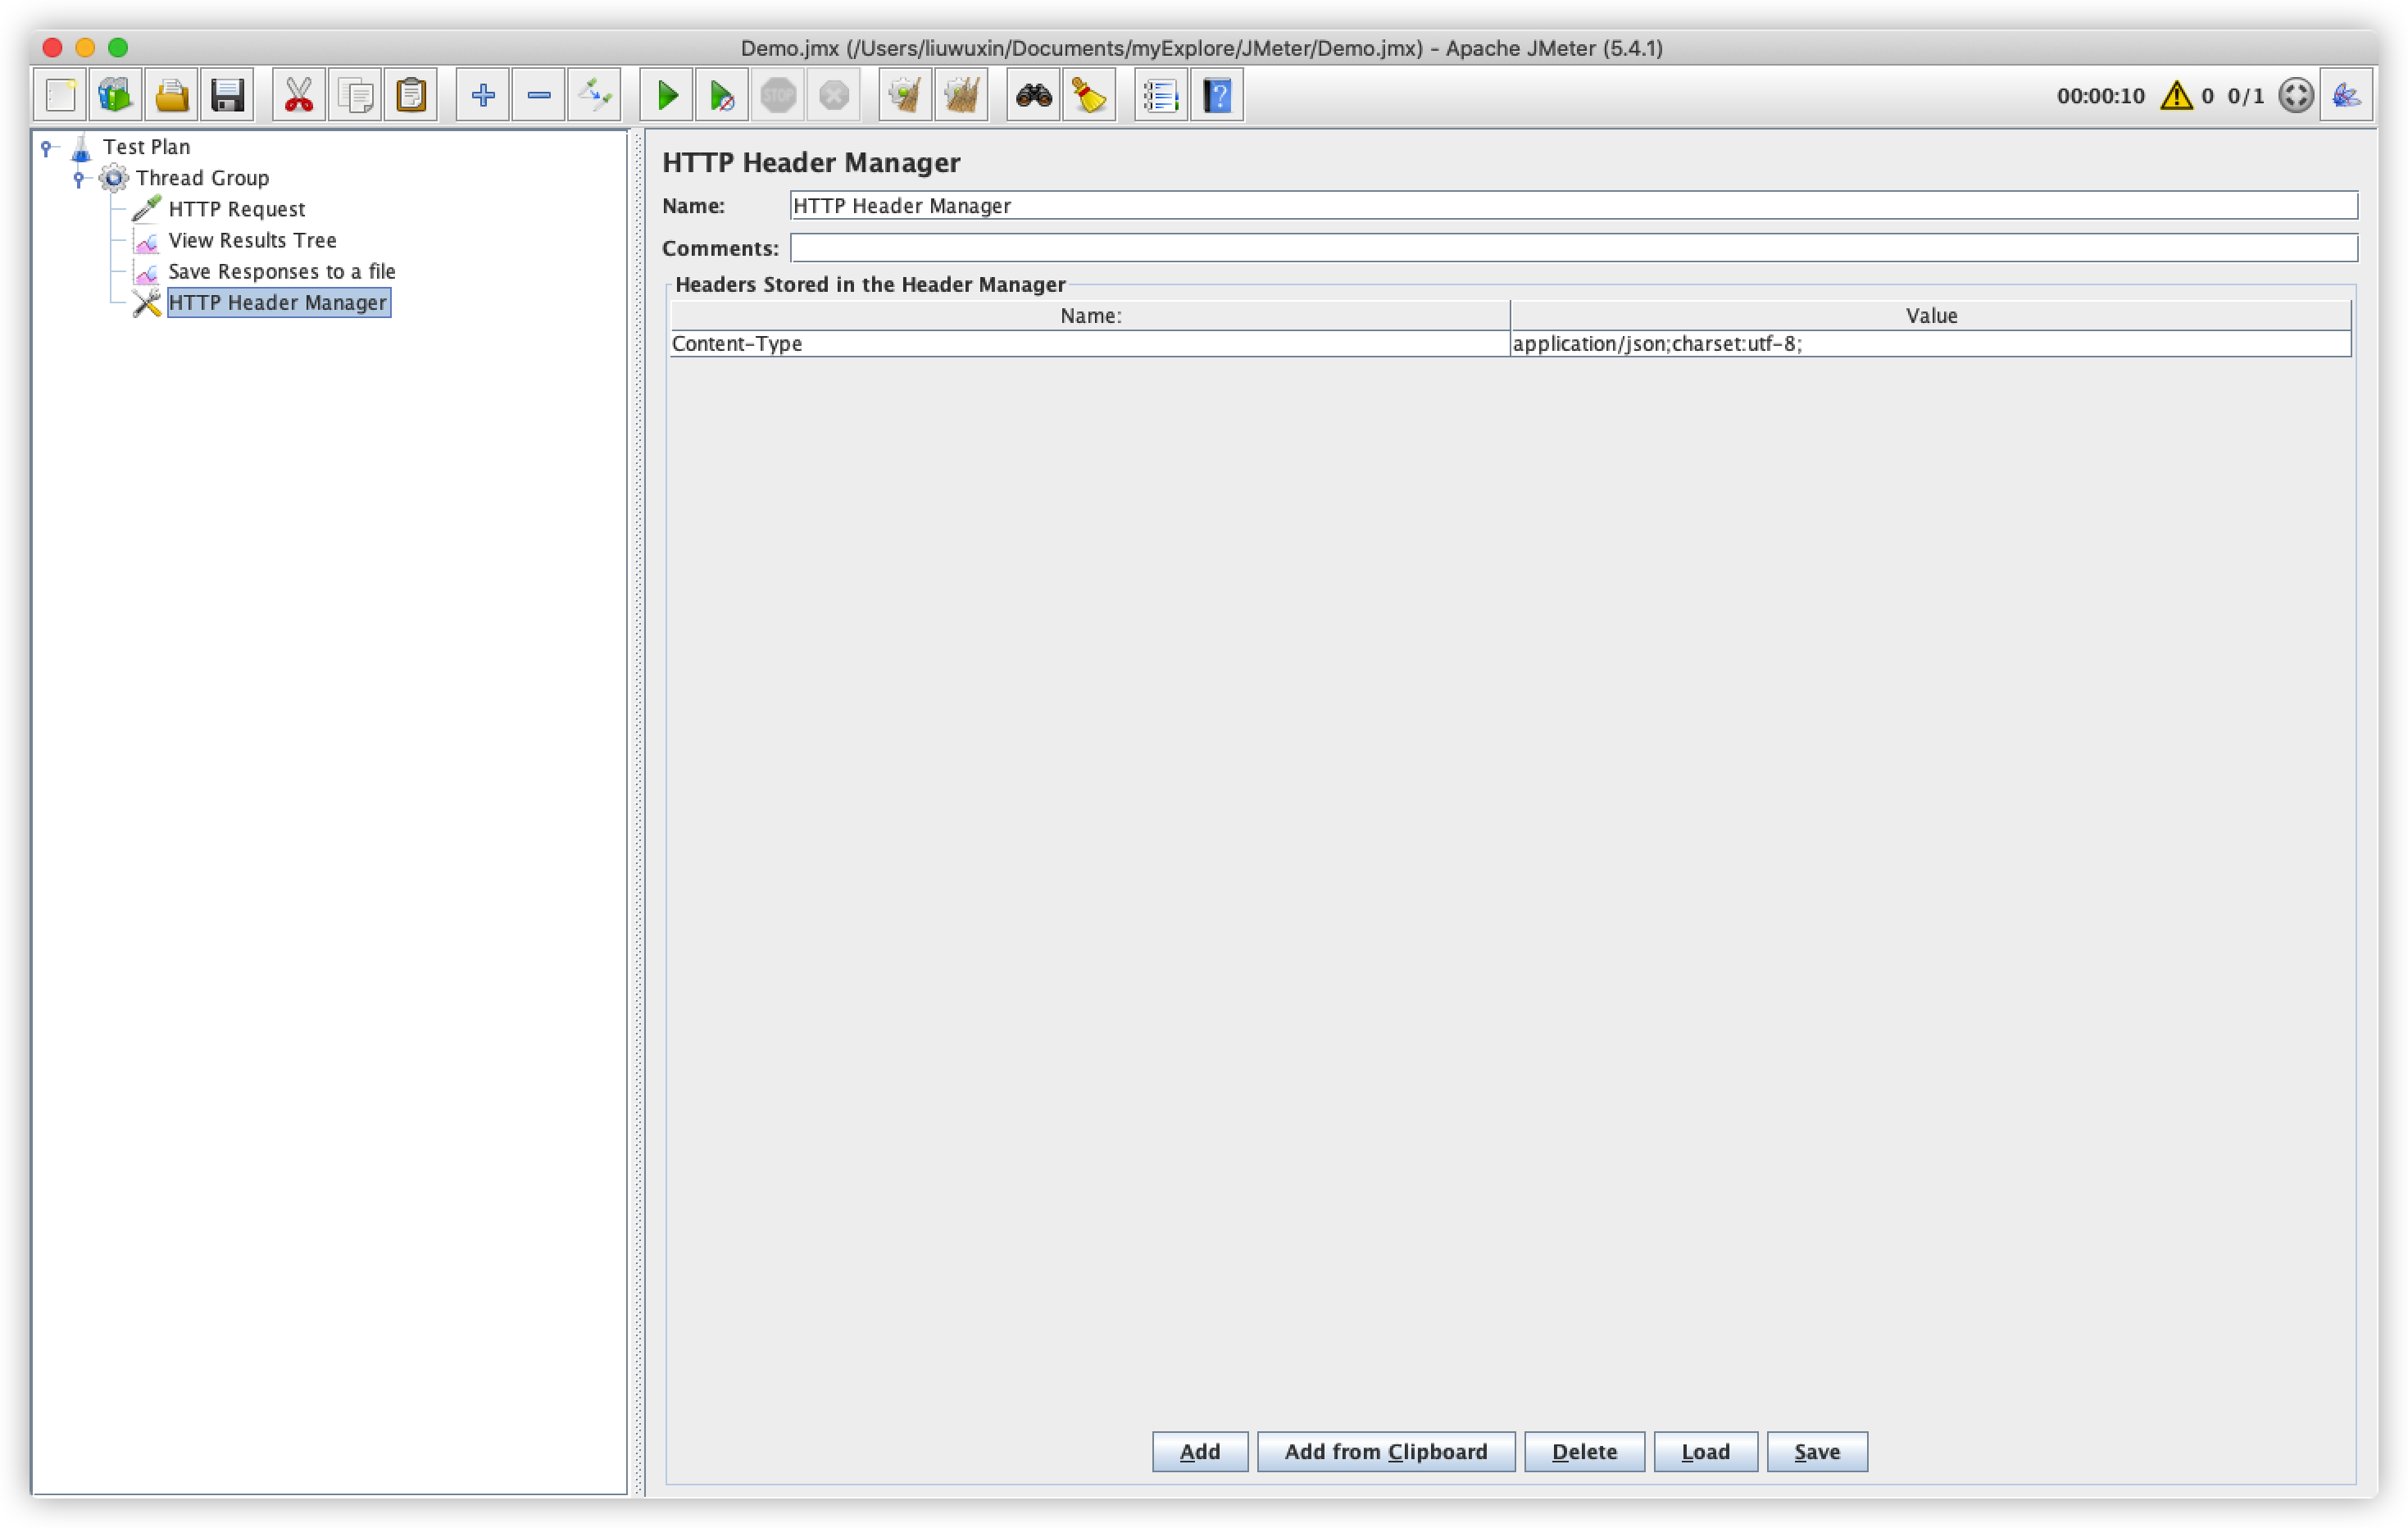 Demo.jmx (/Users/liuwuxin/Documents/myExplore/JMeter/Demo.jmx) - Apache JMeter (5.4.1)
STOP
?
00:00:10
0 0/1
Test Plan
Thread Group
HTTP Request
View Results Tree
Save Responses to a file
HTTP Header Manager
HTTP Header Manager
Name: HTTP Header Manager
Comments:
Headers Stored in the Header Manager
Name: Value
Content-Type application/json;charset:utf-8;
Add Add from Clipboard Delete Load Save